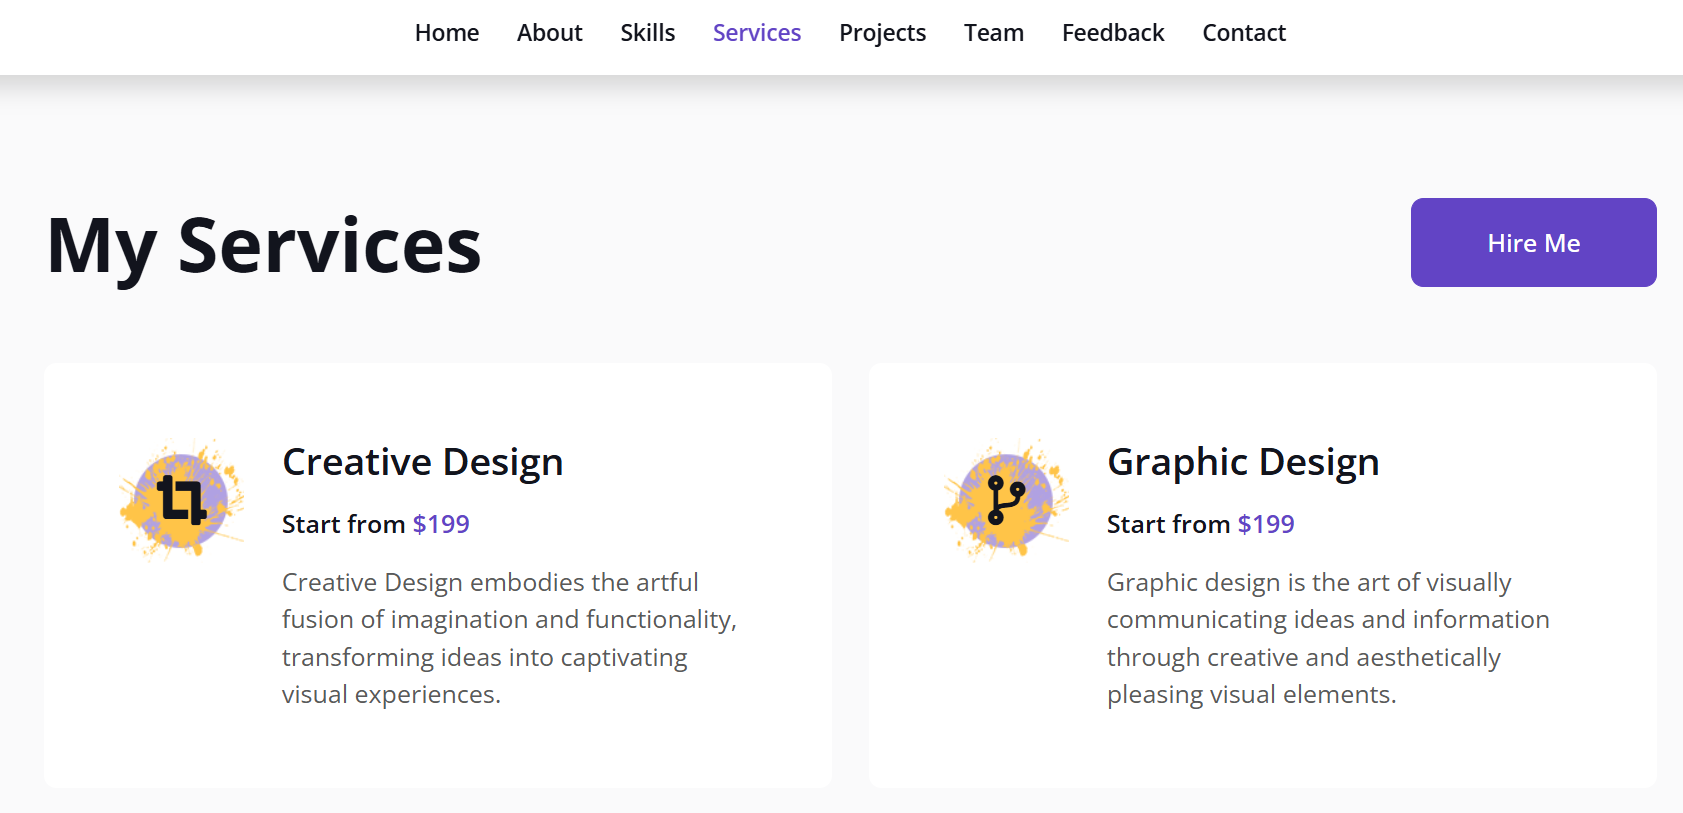 Home About Skills Services Projects Team Feedback Contact
My Services
Hire Me
Creative Design
Start from $199
Creative Design embodies the artful
fusion of imagination and functionality,
transforming ideas into captivating
visual experiences.
Graphic Design
Start from $199
Graphic design is the art of visually
communicating ideas and information
through creative and aesthetically
pleasing visual elements.